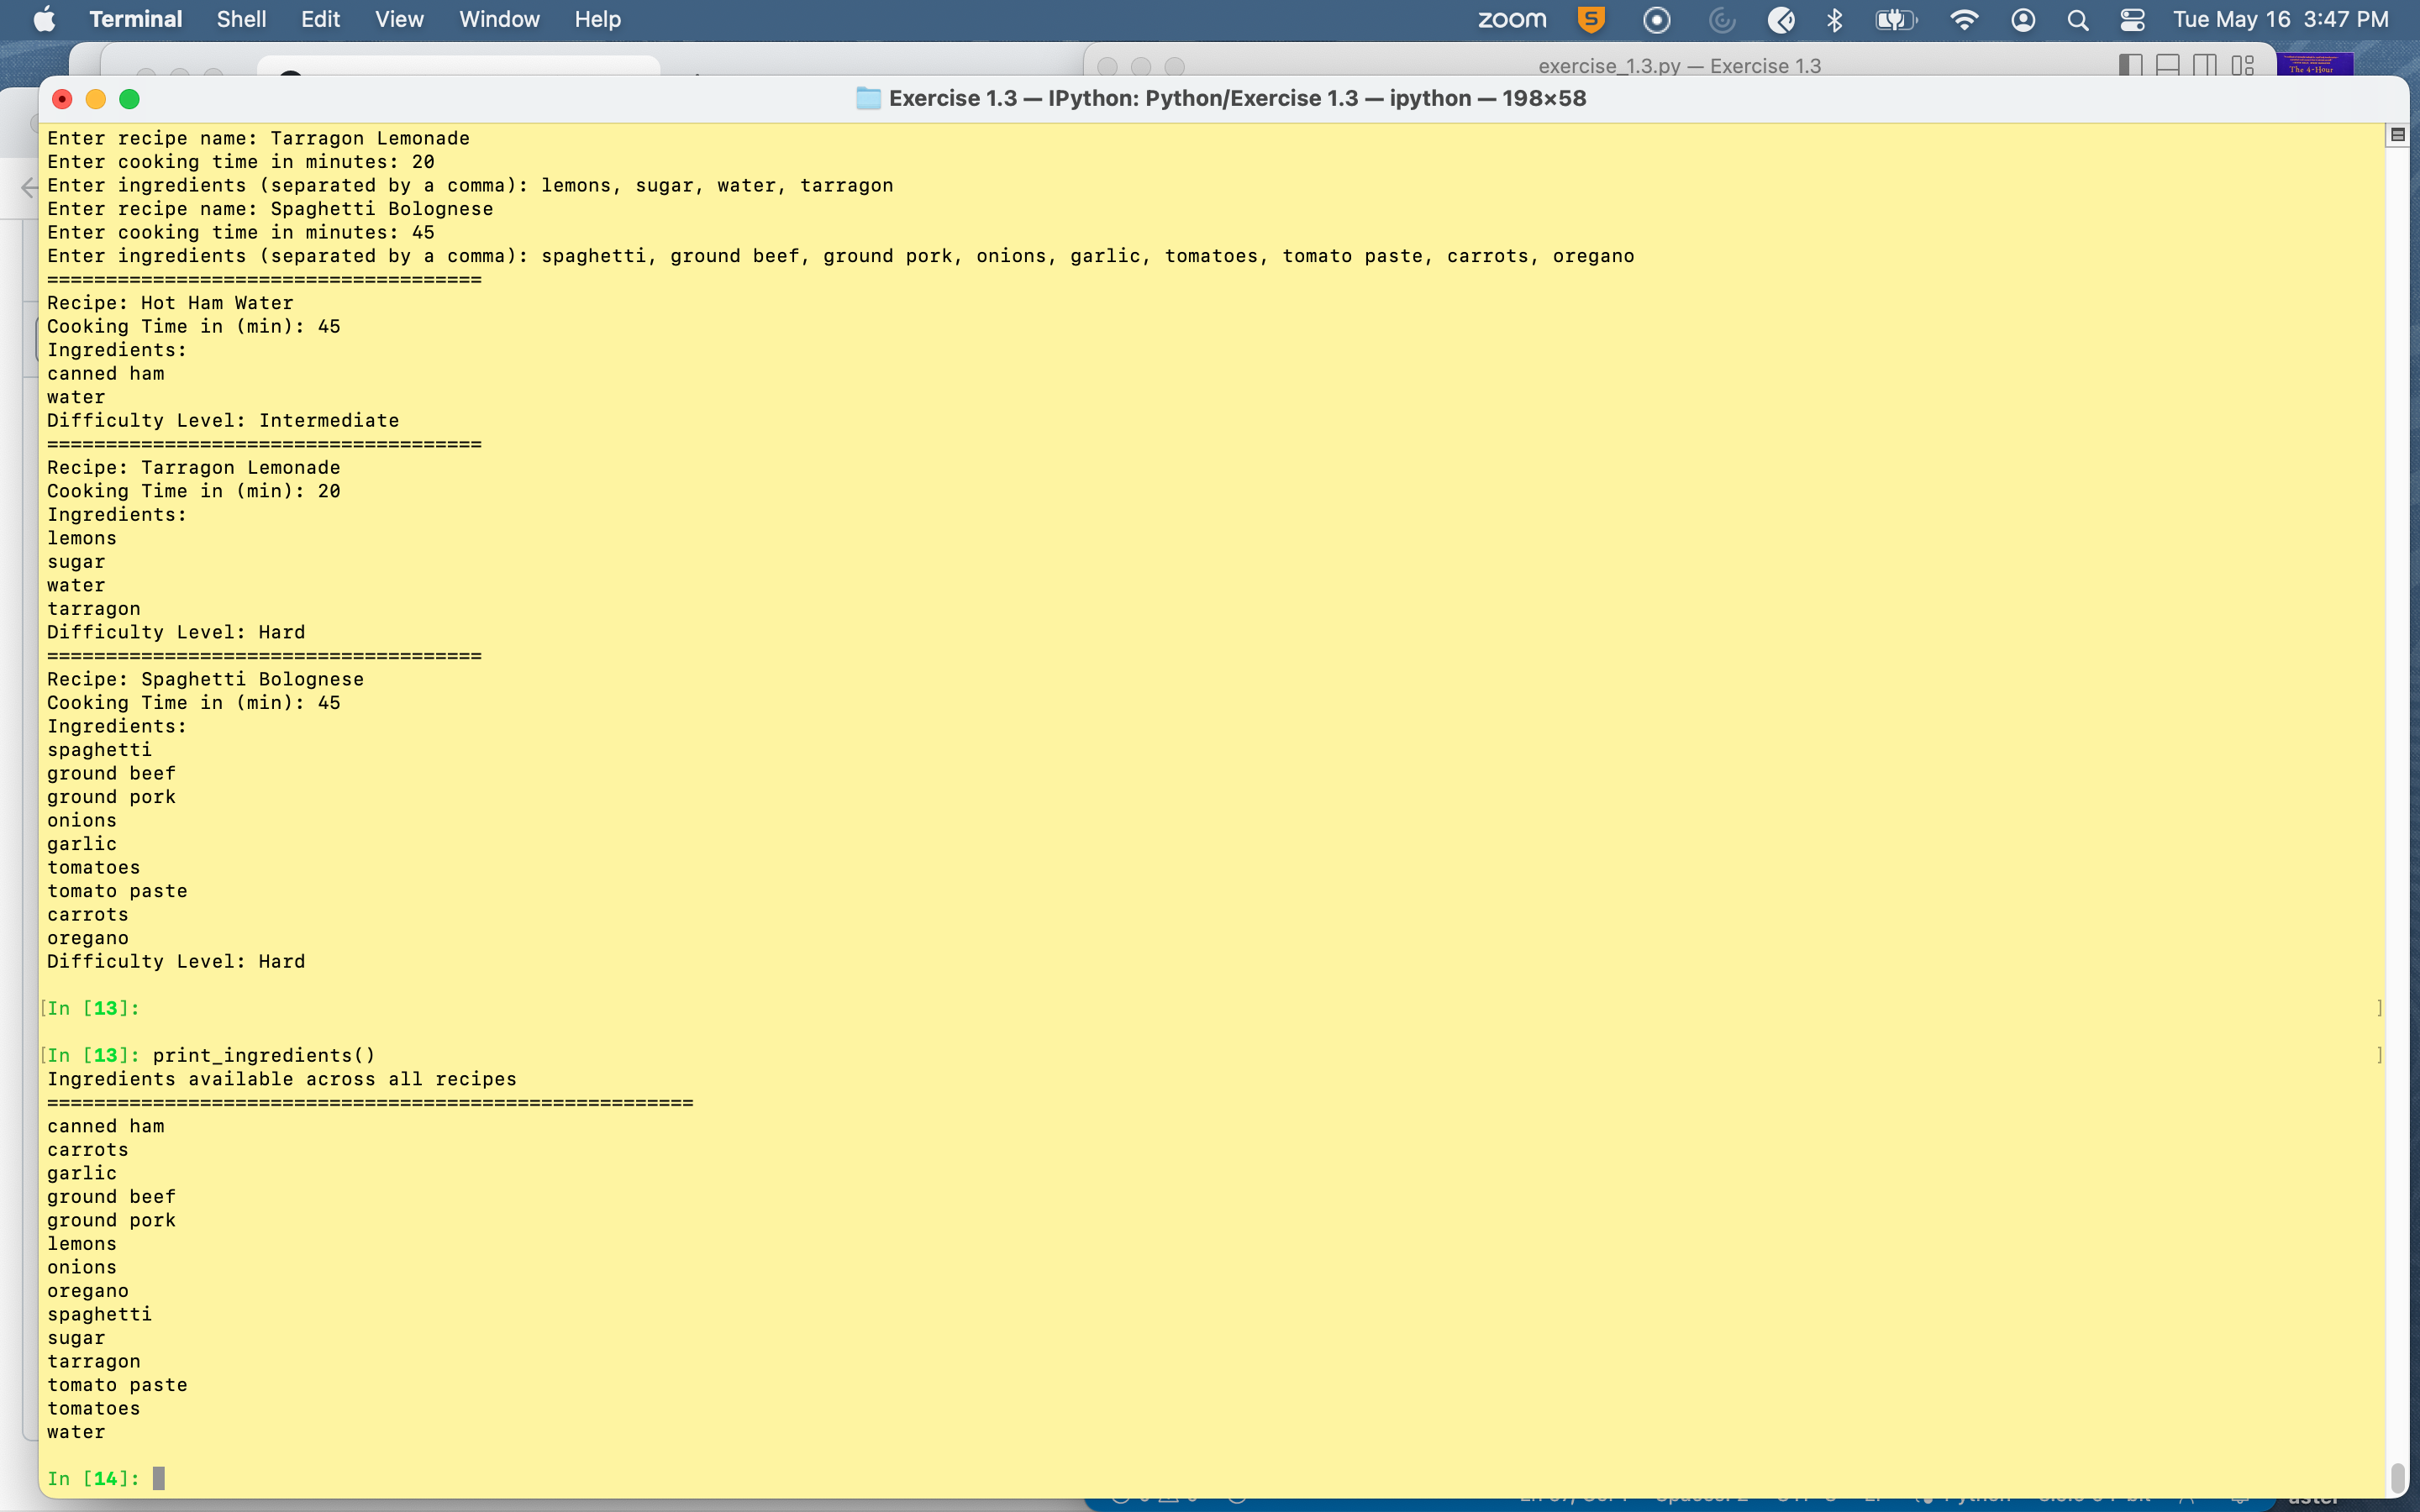 Terminal Shell Edit View Window Help zoom S Tue May 16 3:47 PM
exercise_1.3.py — Exercise 1.3
The 4-Hour
Exercise 1.3 — IPython: Python/Exercise 1.3 — ipython — 198×58
Enter recipe name: Tarragon Lemonade
Enter cooking time in minutes: 20
Enter ingredients (separated by a comma): lemons, sugar, water, tarragon
Enter recipe name: Spaghetti Bolognese
Enter cooking time in minutes: 45
Enter ingredients (separated by a comma): spaghetti, ground beef, ground pork, onions, garlic, tomatoes, tomato paste, carrots, oregano
=====================================
Recipe: Hot Ham Water
Cooking Time in (min): 45
Ingredients:
canned ham
water
Difficulty Level: Intermediate
=====================================
Recipe: Tarragon Lemonade
Cooking Time in (min): 20
Ingredients:
lemons
sugar
water
tarragon
Difficulty Level: Hard
=====================================
Recipe: Spaghetti Bolognese
Cooking Time in (min): 45
Ingredients:
spaghetti
ground beef
ground pork
onions
garlic
tomatoes
tomato paste
carrots
oregano
Difficulty Level: Hard
[In [13]: ]
[In [13]: print_ingredients() ]
Ingredients available across all recipes
=======================================================
canned ham
carrots
garlic
ground beef
ground pork
lemons
onions
oregano
spaghetti
sugar
tarragon
tomato paste
tomatoes
water
In [14]: